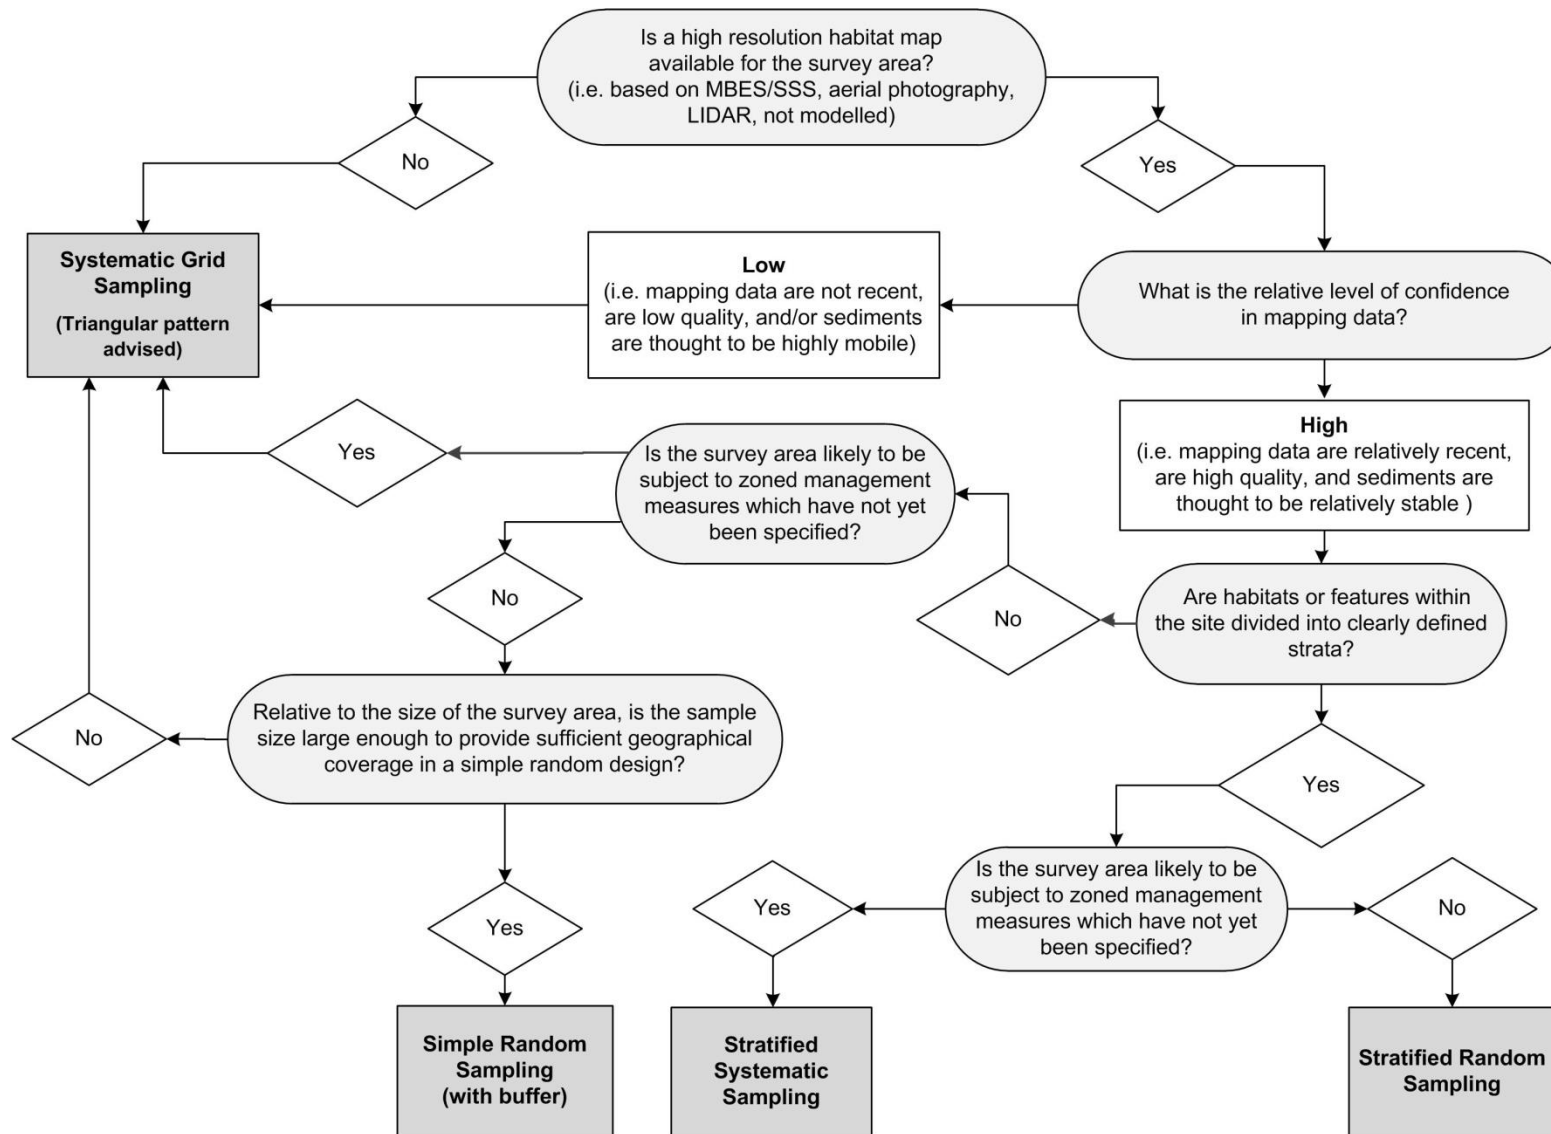 Is a high resolution habitat map
available for the survey area?
(i.e. based on MBES/SSS, aerial photography,
LIDAR, not modelled)
No
Yes
Systematic Grid
Sampling
(Triangular pattern
advised)
Low
(i.e. mapping data are not recent,
are low quality, and/or sediments
are thought to be highly mobile)
What is the relative level of confidence
in mapping data?
High
(i.e. mapping data are relatively recent,
are high quality, and sediments are
thought to be relatively stable )
Yes
Is the survey area likely to be
subject to zoned management
measures which have not yet
been specified?
No
No
Are habitats or features within
the site divided into clearly defined
strata?
No
Relative to the size of the survey area, is the sample
size large enough to provide sufficient geographical
coverage in a simple random design?
Yes
Yes
Yes
Is the survey area likely to be
subject to zoned management
measures which have not yet
been specified?
No
Simple Random
Sampling
(with buffer)
Stratified
Systematic
Sampling
Stratified Random
Sampling